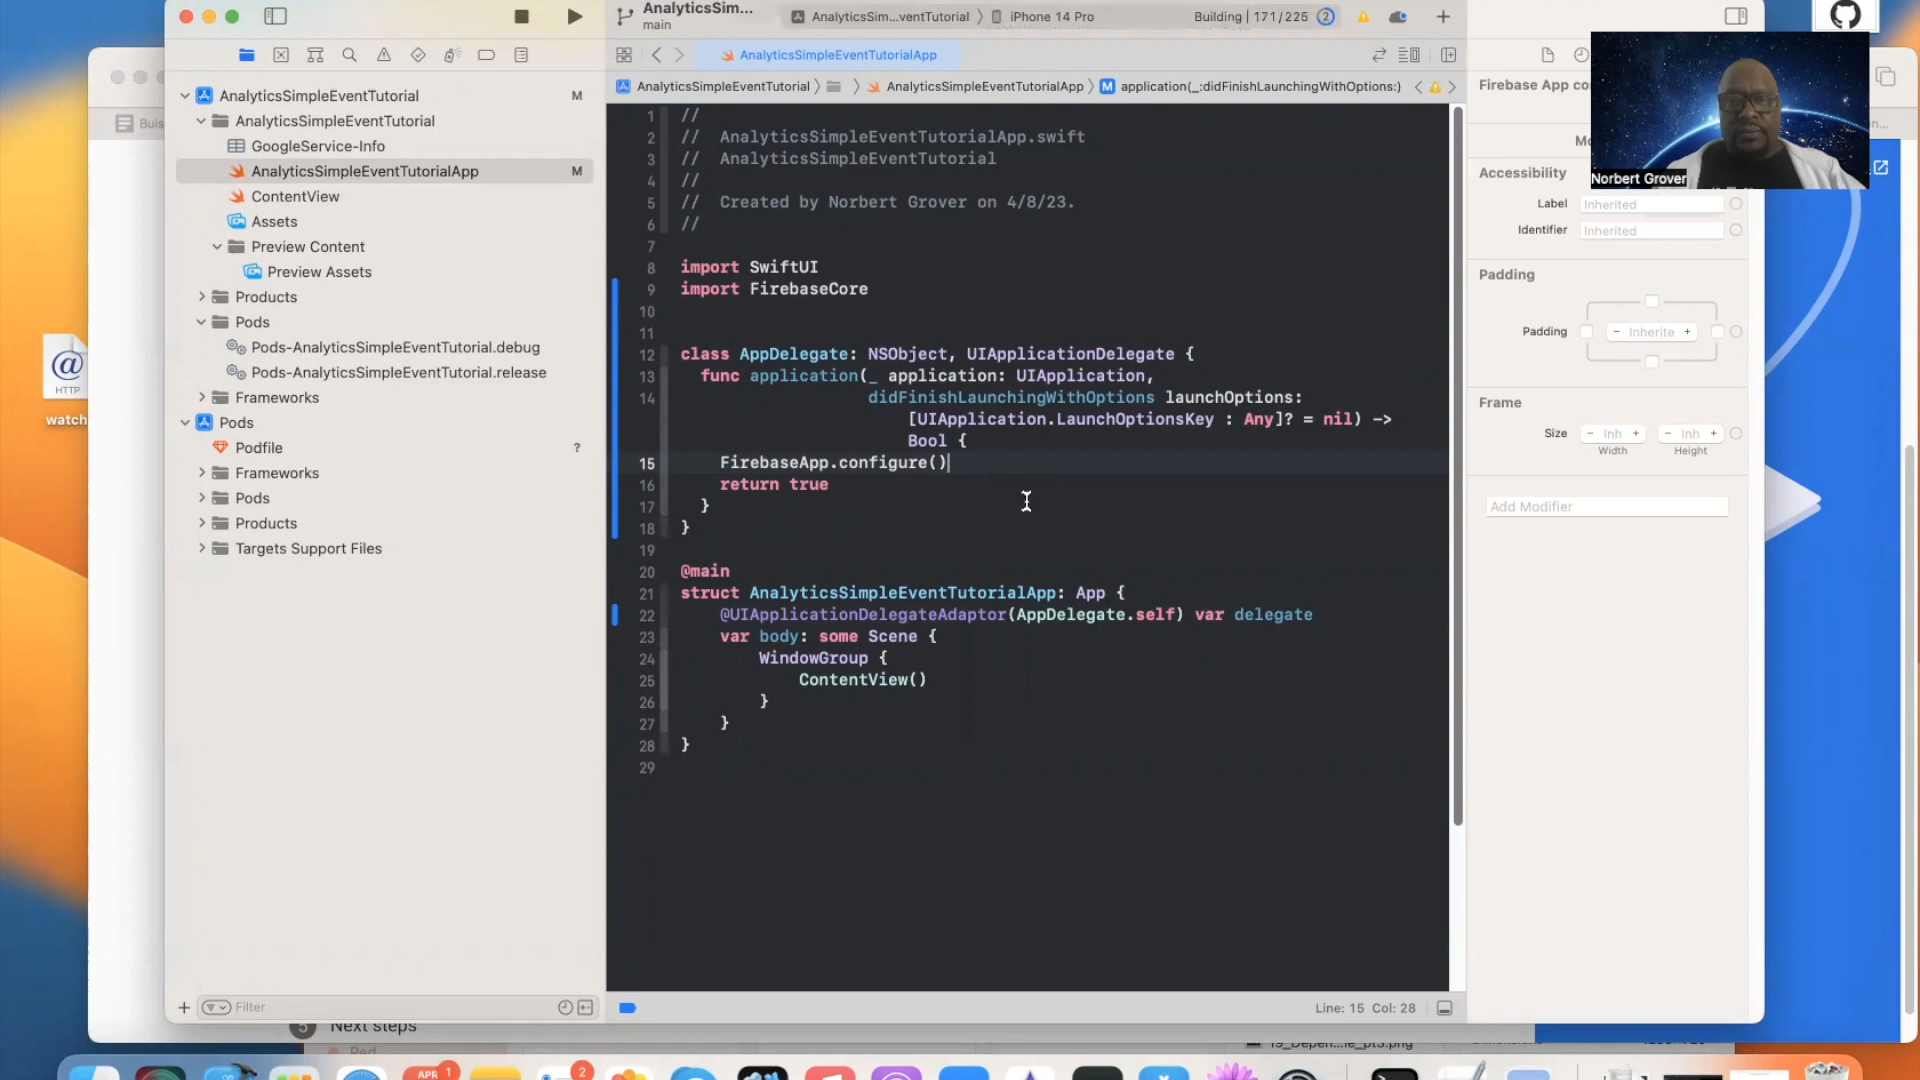 AnalyticsSim...
main
AnalyticsSim...ventTutorial
iPhone 14 Pro
Building | 171/225
2
AnalyticsSimpleEventTutorialApp
AnalyticsSimpleEventTutorial
AnalyticsSimpleEventTutorialApp
M
application(_:didFinishLaunchingWithOptions:)
AnalyticsSimpleEventTutorial
M
AnalyticsSimpleEventTutorial
GoogleService-Info
AnalyticsSimpleEventTutorialApp
M
ContentView
Assets
Preview Content
Preview Assets
Products
Pods
Pods-AnalyticsSimpleEventTutorial.debug
Pods-AnalyticsSimpleEventTutorial.release
Frameworks
Pods
Podfile
?
Frameworks
Pods
Products
Targets Support Files
Filter
1 //
2 //  AnalyticsSimpleEventTutorialApp.swift
3 //  AnalyticsSimpleEventTutorial
4 //
5 //  Created by Norbert Grover on 4/8/23.
6 //
7
8 import SwiftUI
9 import FirebaseCore
10
11
12 class AppDelegate: NSObject, UIApplicationDelegate {
13 func application(_ application: UIApplication,
14 didFinishLaunchingWithOptions launchOptions:
[UIApplication.LaunchOptionsKey : Any]? = nil) ->
Bool {
15 FirebaseApp.configure()
16 return true
17 }
18 }
19
20 @main
21 struct AnalyticsSimpleEventTutorialApp: App {
22 @UIApplicationDelegateAdaptor(AppDelegate.self) var delegate
23 var body: some Scene {
24 WindowGroup {
25 ContentView()
26 }
27 }
28 }
29
Line: 15 Col: 28
Firebase App co
Mo
Norbert Grover
Accessibility
Label
Inherited
Identifier
Inherited
Padding
Padding
- Inherite +
Frame
Size
- Inh +
- Inh +
Width
Height
Add Modifier
HTTP
watch
Buis
5
Next steps
APR
1
2